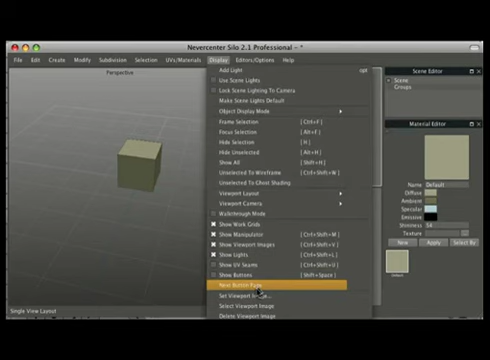 Nevercenter Silo 2.1 Professional - *
File Edit Create Modify Subdivision Selection UVs/Materials Display Editors/Options Help
Perspective
Add Light opt
Use Scene Lights
Lock Scene Lighting To Camera
Make Scene Lights Default
Object Display Mode
Frame Selection [ Ctrl+F ]
Focus Selection [ Alt+F ]
Hide Selection [ H ]
Hide Unselected [ Alt+H ]
Show All [ Shift+H ]
Unselected To Wireframe [ Ctrl+Shift+W ]
Unselected To Ghost Shading
Viewport Layout
Viewport Camera
Walkthrough Mode
Show Work Grids
Show Manipulator [ Ctrl+Shift+M ]
Show Viewport Images [ Ctrl+Shift+V ]
Show Lights [ Ctrl+Shift+L ]
Show UV Seams [ Ctrl+Shift+U ]
Show Buttons [ Shift+Space ]
New Button Page
Set Viewport Image...
Select Viewport Image
Delete Viewport Image
Scene Editor
Scene
Groups
Material Editor
Name Default
Diffuse
Ambient
Specular
Emissive
Shininess 54
Texture
New Apply Select By
Default
Single View Layout